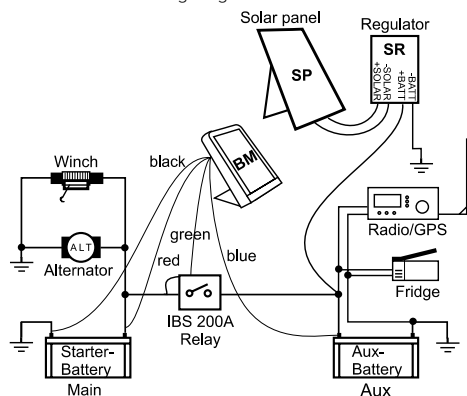 Solar panel
Regulator
SP
SR
+SOLAR
-SOLAR
+BATT
-BATT
BM
Winch
black
ALT
Alternator
green
red
blue
Radio/GPS
Fridge
IBS 200A
Relay
Starter-
Battery
Main
Aux-
Battery
Aux